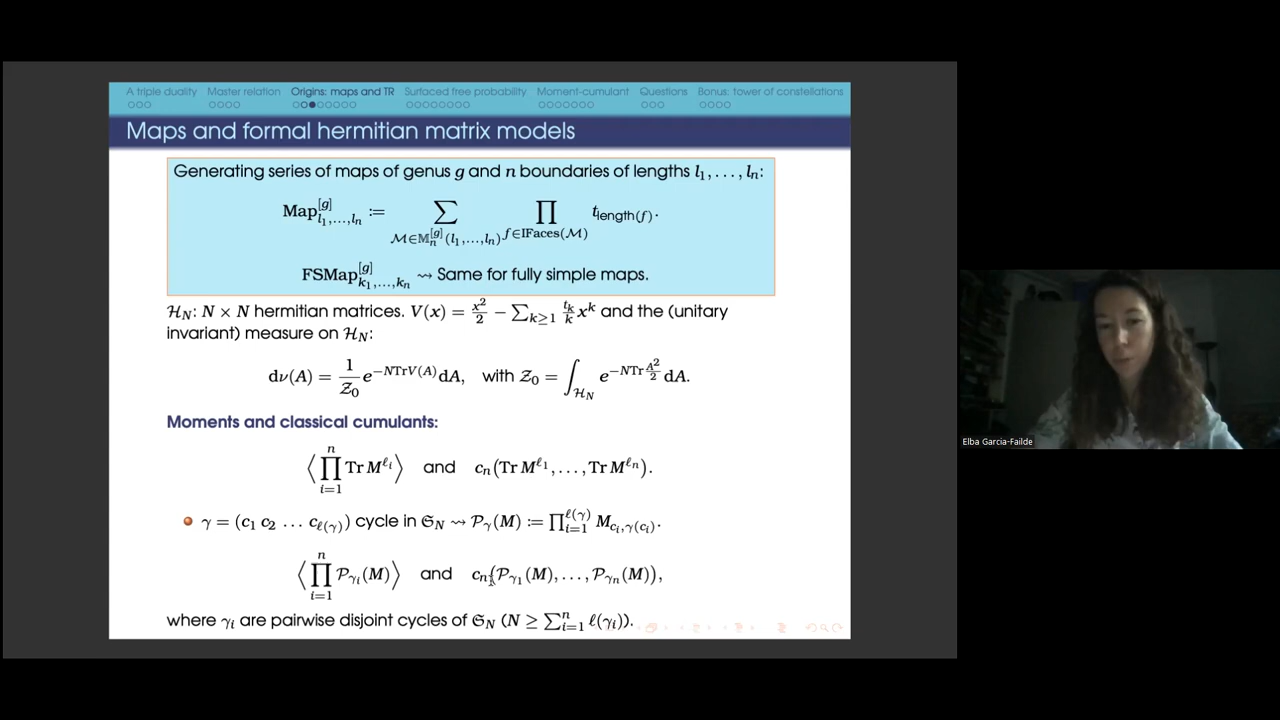 A triple duality Master relation Origins: maps and TR Surfaced free probability Moment-cumulant Questions Bonus: tower of constellations
Maps and formal hermitian matrix models
Generating series of maps of genus g and n boundaries of lengths l₁, . . . , lₙ:
Map^{[g]}_{l₁,...,lₙ} := ∑_{ℳ∈𝕄^{[g]}_n(l₁,...,lₙ)} ∏_{f∈IFaces(ℳ)} t_{length(f)}.
FSMap^{[g]}_{k₁,...,kₙ} ⇝ Same for fully simple maps.
ℋ_N: N × N hermitian matrices. V(x) = x²/2 − ∑_{k≥1} t_k/k x^k and the (unitary
invariant) measure on ℋ_N:
dν(A) = 1/𝒵₀ e^{−NTrV(A)}dA, with 𝒵₀ = ∫_{ℋ_N} e^{−NTr A²/2} dA.
Moments and classical cumulants:
⟨∏_{i=1}^{n} Tr M^{ℓ_i}⟩ and cₙ(Tr M^{ℓ₁}, . . . , Tr M^{ℓₙ}).
γ = (c₁ c₂ . . . c_{ℓ(γ)}) cycle in 𝔖_N ⇝ 𝒫_γ(M) := ∏_{i=1}^{ℓ(γ)} M_{c_i,γ(c_i)}.
⟨∏_{i=1}^{n} 𝒫_{γ_i}(M)⟩ and cₙ(𝒫_{γ₁}(M), . . . , 𝒫_{γₙ}(M)),
where γ_i are pairwise disjoint cycles of 𝔖_N (N ≥ ∑_{i=1}^{n} ℓ(γ_i)).
Elba Garcia-Failde